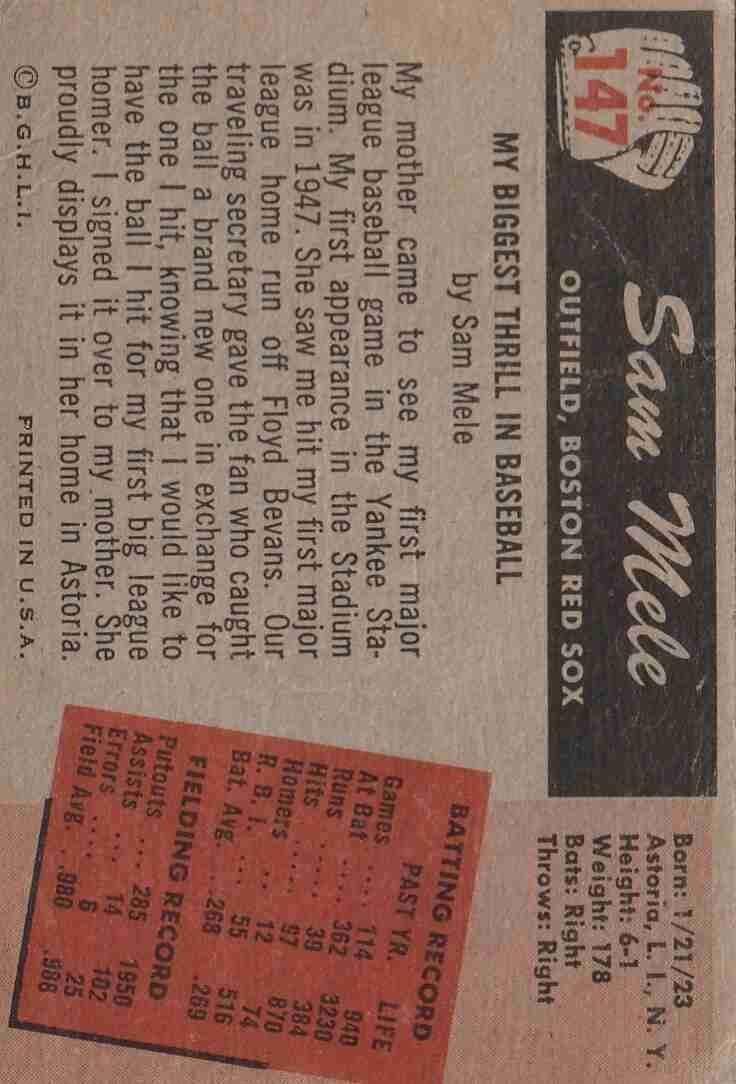 No.
147
Sam Mele
OUTFIELD, BOSTON RED SOX
Born: 1/21/23
Astoria, L. I., N. Y.
Height: 6-1
Weight: 178
Bats: Right
Throws: Right
MY BIGGEST THRILL IN BASEBALL
by Sam Mele
My mother came to see my first major
league baseball game in the Yankee Sta-
dium. My first appearance in the Stadium
was in 1947. She saw me hit my first major
league home run off Floyd Bevans. Our
traveling secretary gave the fan who caught
the ball a brand new one in exchange for
the one I hit, knowing that I would like to
have the ball I hit for my first big league
homer. I signed it over to my mother. She
proudly displays it in her home in Astoria.
© B.G.H.L.I. PRINTED IN U.S.A.
BATTING RECORD
PAST YR. LIFE
Games .... 114 940
At Bat .... 362 3230
Runs ..... 39 384
Hits ..... 97 870
Homers .. 12 74
R. B. I. ... 55 516
Bat. Avg. .. .268 .269
FIELDING RECORD
Putouts ... 285 1950
Assists ... 14 102
Errors .... 6 25
Field Avg. . .980 .988